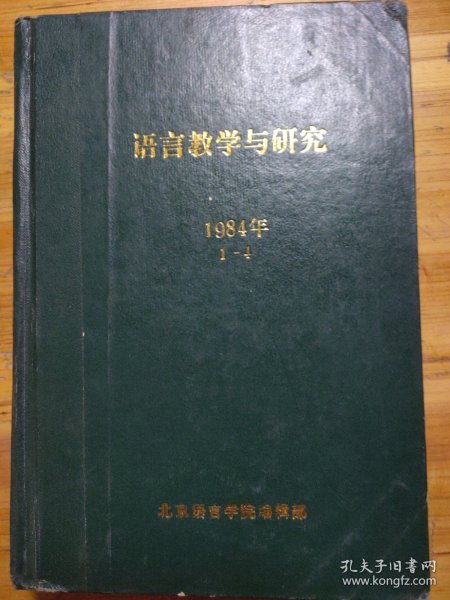 语言教学与研究
1984年
1-4
北京语言学院编辑部
孔夫子旧书网
www.kongfz.com